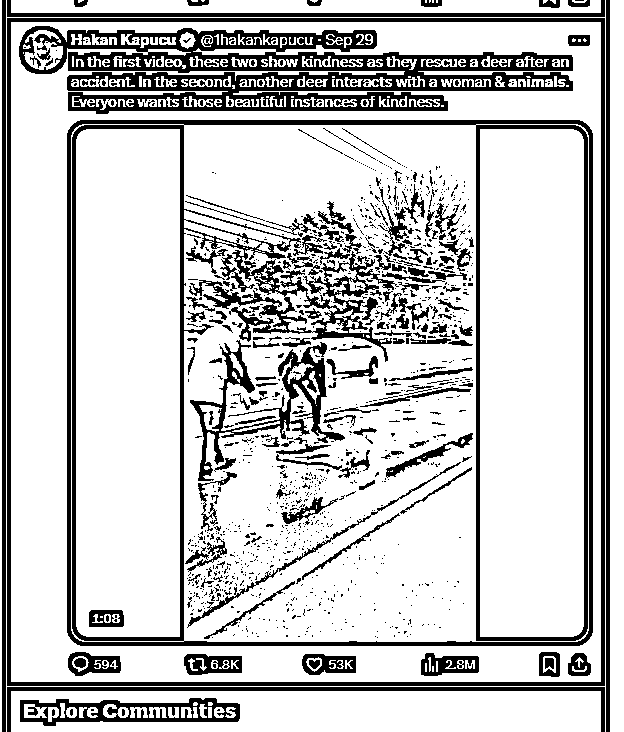 Hakan Kapucu @1hakankapucu · Sep 29
In the first video, these two show kindness as they rescue a deer after an
accident. In the second, another deer interacts with a woman & animals.
Everyone wants those beautiful instances of kindness.
1:08
594 6.8K 53K 2.8M
Explore Communities